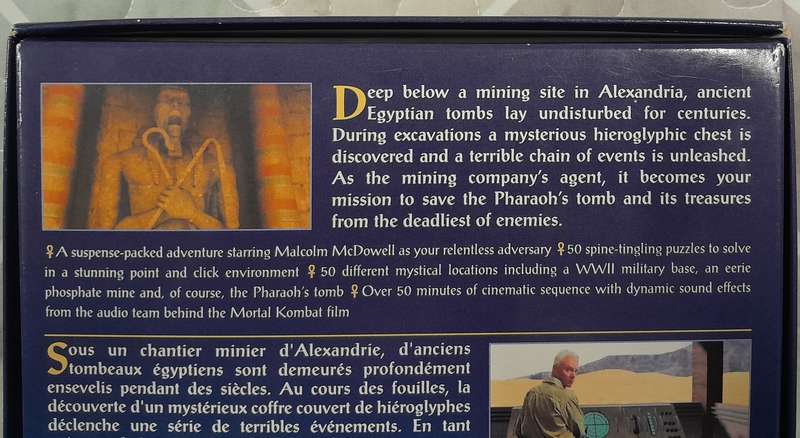 Deep below a mining site in Alexandria, ancient
Egyptian tombs lay undisturbed for centuries.
During excavations a mysterious hieroglyphic chest is
discovered and a terrible chain of events is unleashed.
As the mining company's agent, it becomes your
mission to save the Pharaoh's tomb and its treasures
from the deadliest of enemies.
A suspense-packed adventure starring Malcolm McDowell as your relentless adversary 50 spine-tingling puzzles to solve
in a stunning point and click environment 50 different mystical locations including a WWII military base, an eerie
phosphate mine and, of course, the Pharaoh's tomb Over 50 minutes of cinematic sequence with dynamic sound effects
from the audio team behind the Mortal Kombat film
Sous un chantier minier d'Alexandrie, d'anciens
tombeaux égyptiens sont demeurés profondément
ensevelis pendant des siècles. Au cours des fouilles, la
découverte d'un mystérieux coffre couvert de hiéroglyphes
déclenche une série de terribles événements. En tant